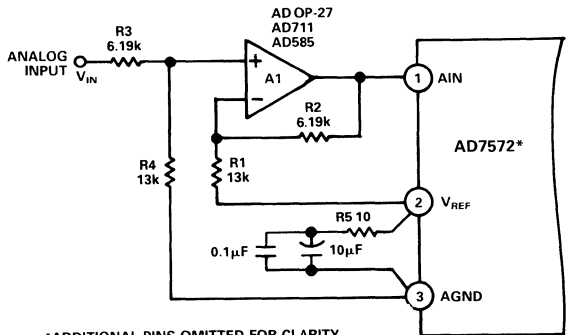 AD OP-27
AD711
AD585
R3
6.19k
ANALOG
INPUT
VIN
+
A1
–
AIN
1
R2
6.19k
AD7572*
R4
13k
R1
13k
2
VREF
R5 10
0.1μF
10μF
3
AGND
*ADDITIONAL PINS OMITTED FOR CLARITY